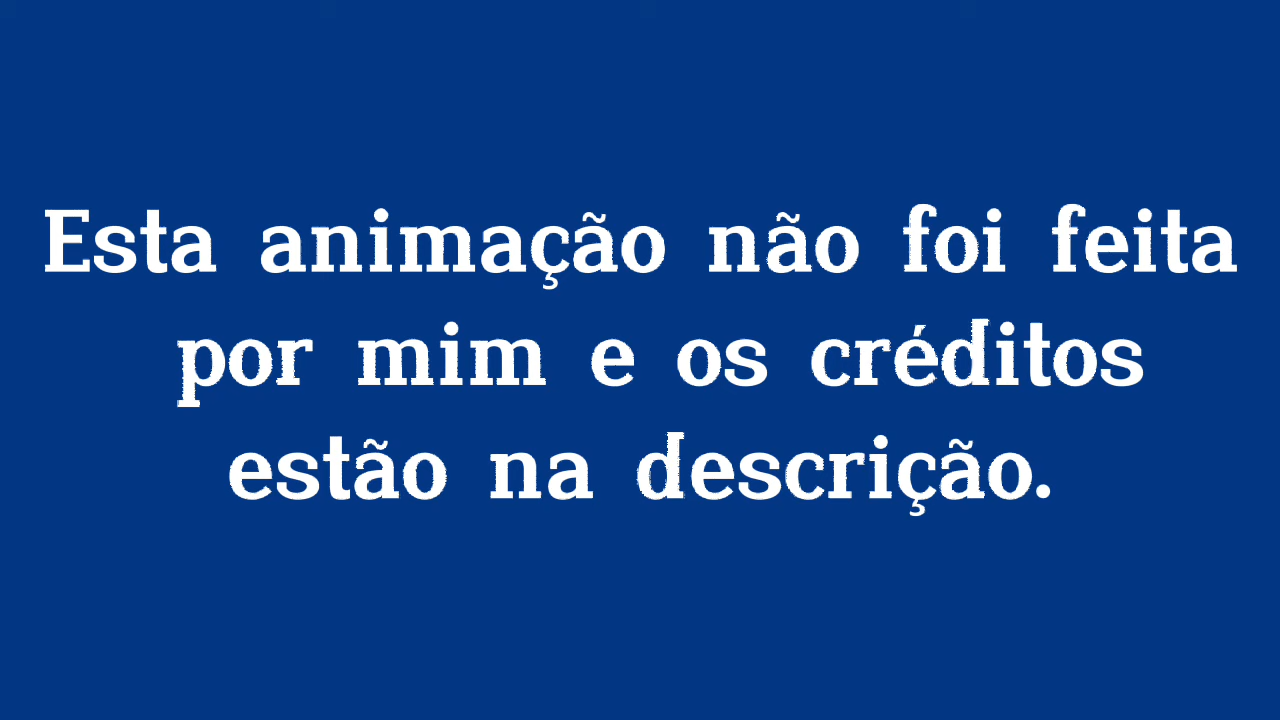 Esta animação não foi feita
por mim e os créditos
estão na descrição.